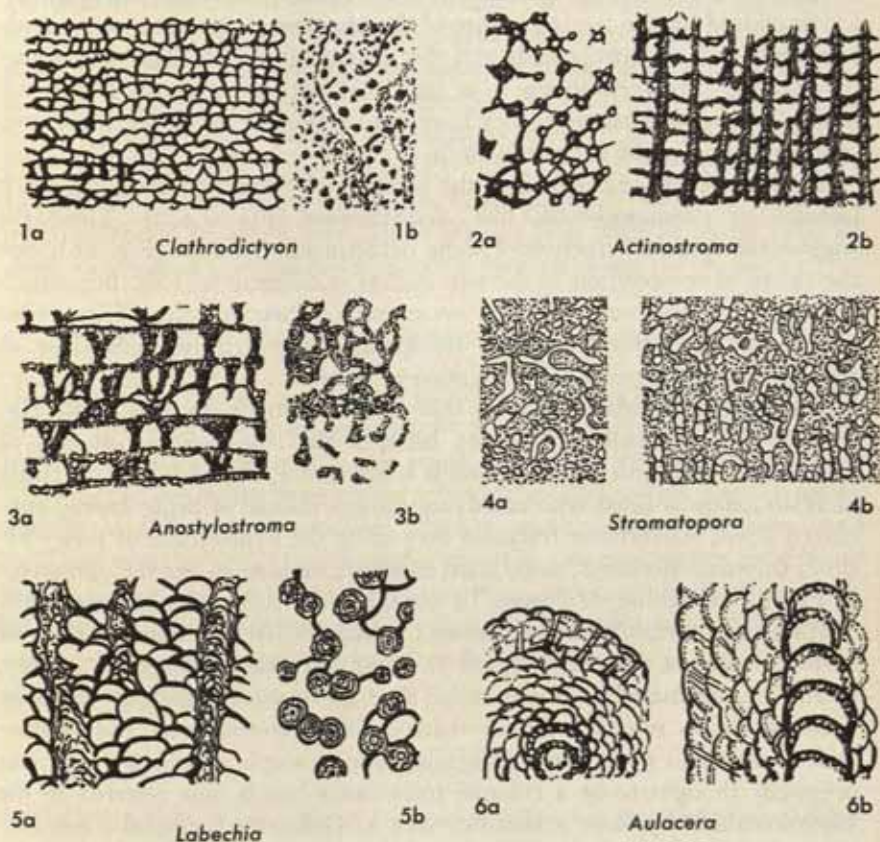 1a Clathrodictyon 1b
2a Actinostroma 2b
3a Anostylostroma 3b
4a Stromatopora 4b
5a Labechia 5b
6a Aulacera 6b